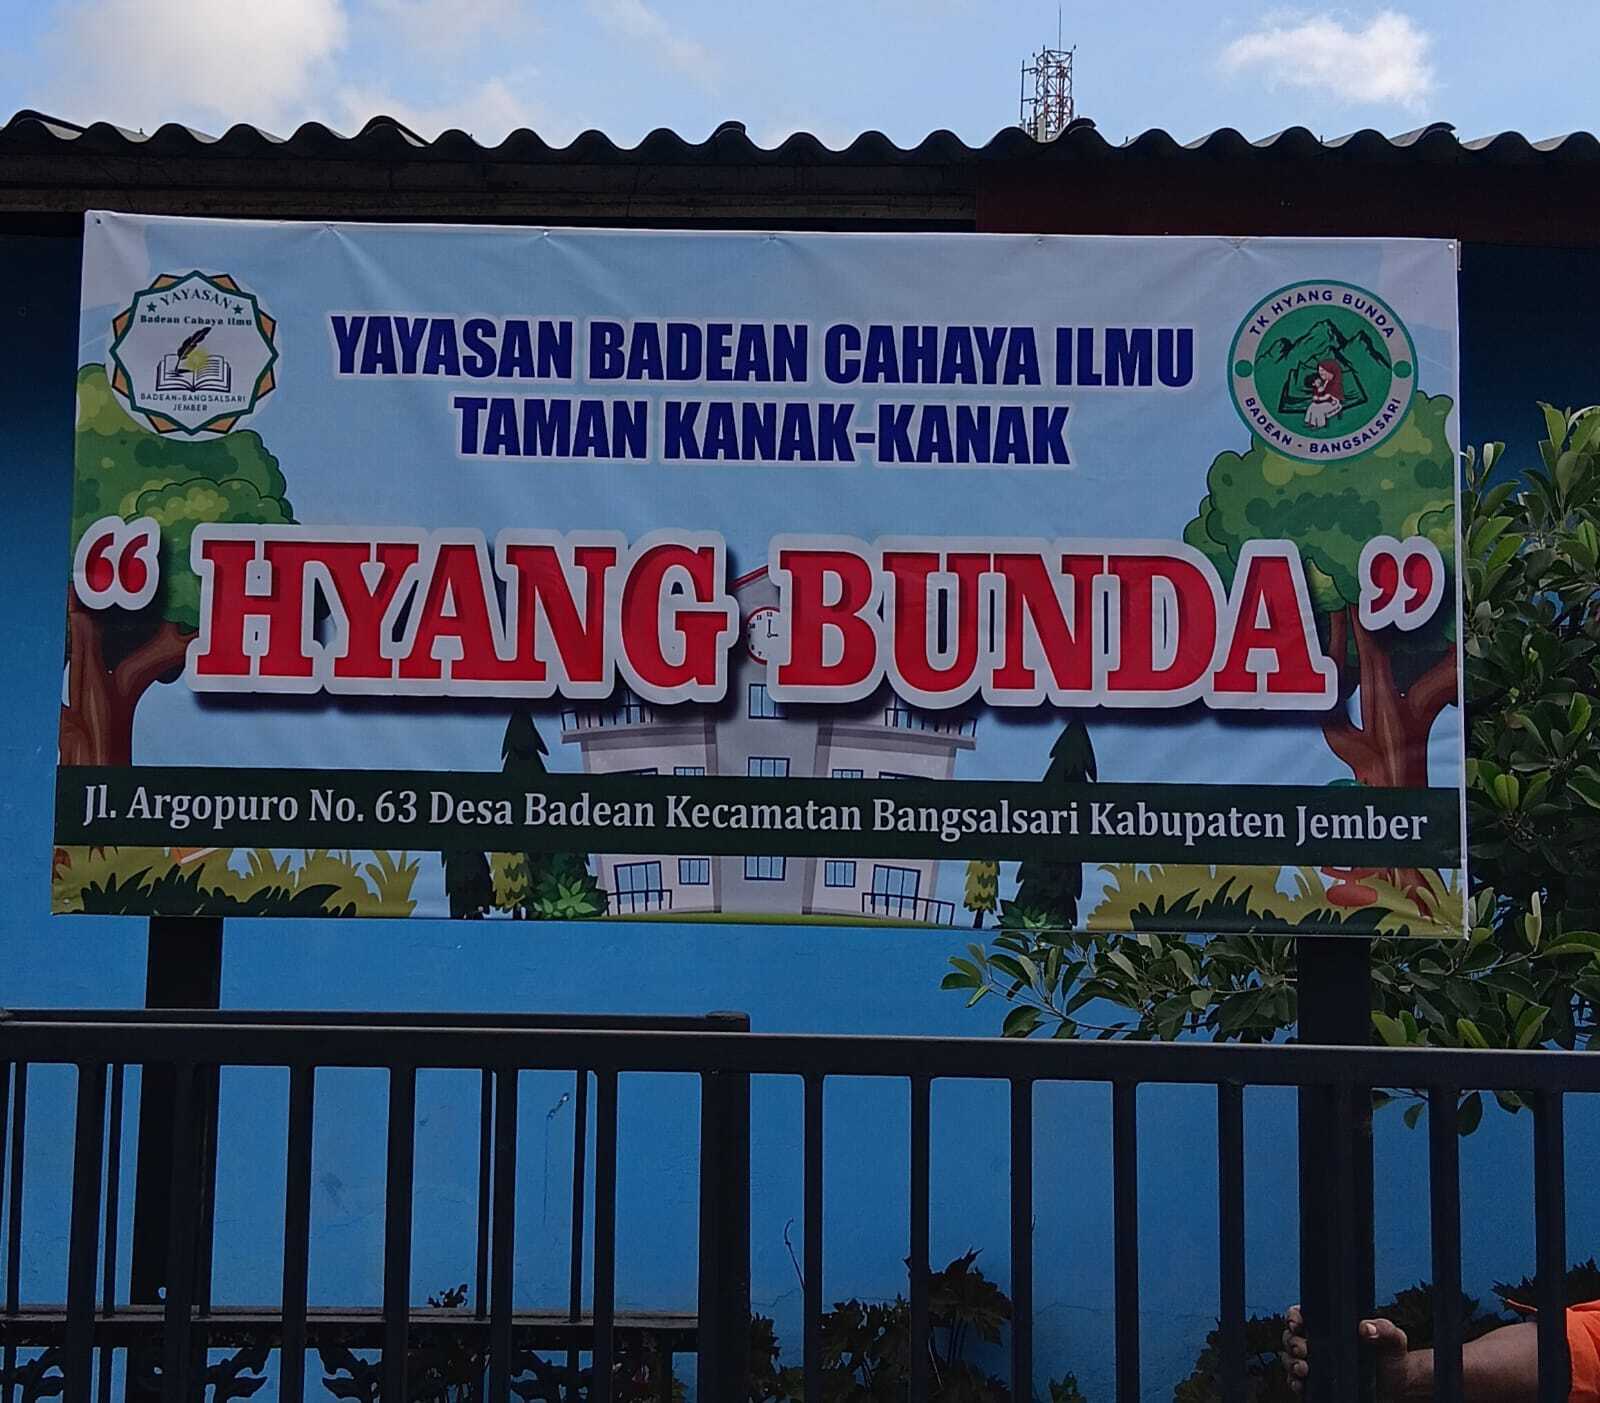 YAYASAN
Badean Cahaya Ilmu
BADEAN-BANGSALSARI
JEMBER
YAYASAN BADEAN CAHAYA ILMU
TAMAN KANAK-KANAK
TK HYANG BUNDA
BADEAN - BANGSALSARI
“ HYANG BUNDA ”
Jl. Argopuro No. 63 Desa Badean Kecamatan Bangsalsari Kabupaten Jember